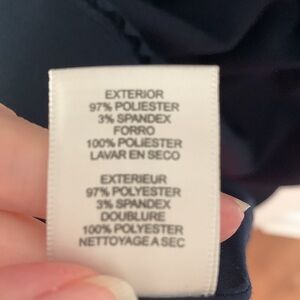 EXTERIOR
97% POLIESTER
3% SPANDEX
FORRO
100% POLIESTER
LAVAR EN SECO
EXTERIEUR
97% POLYESTER
3% SPANDEX
DOUBLURE
100% POLYESTER
NETTOYAGE A SEC